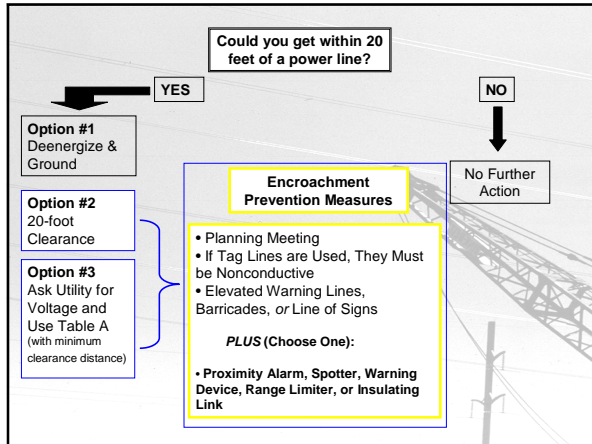 Could you get within 20
feet of a power line?
YES
NO
Option #1
Deenergize &
Ground
No Further
Action
Option #2
20-foot
Clearance
Option #3
Ask Utility for
Voltage and
Use Table A
(with minimum
clearance distance)
Encroachment
Prevention Measures
• Planning Meeting
• If Tag Lines are Used, They Must
be Nonconductive
• Elevated Warning Lines,
Barricades, or Line of Signs
PLUS (Choose One):
• Proximity Alarm, Spotter, Warning
Device, Range Limiter, or Insulating
Link